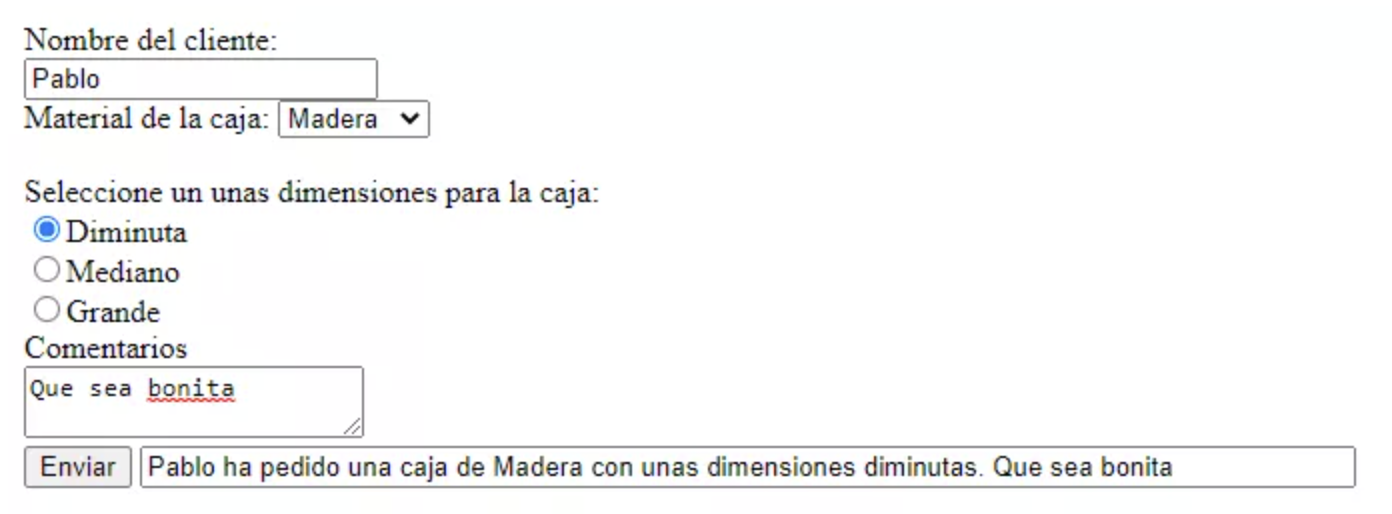 Nombre del cliente:
Pablo
Material de la caja: Madera
Seleccione un unas dimensiones para la caja:
Diminuta
Mediano
Grande
Comentarios
Que sea bonita
Enviar Pablo ha pedido una caja de Madera con unas dimensiones diminutas. Que sea bonita